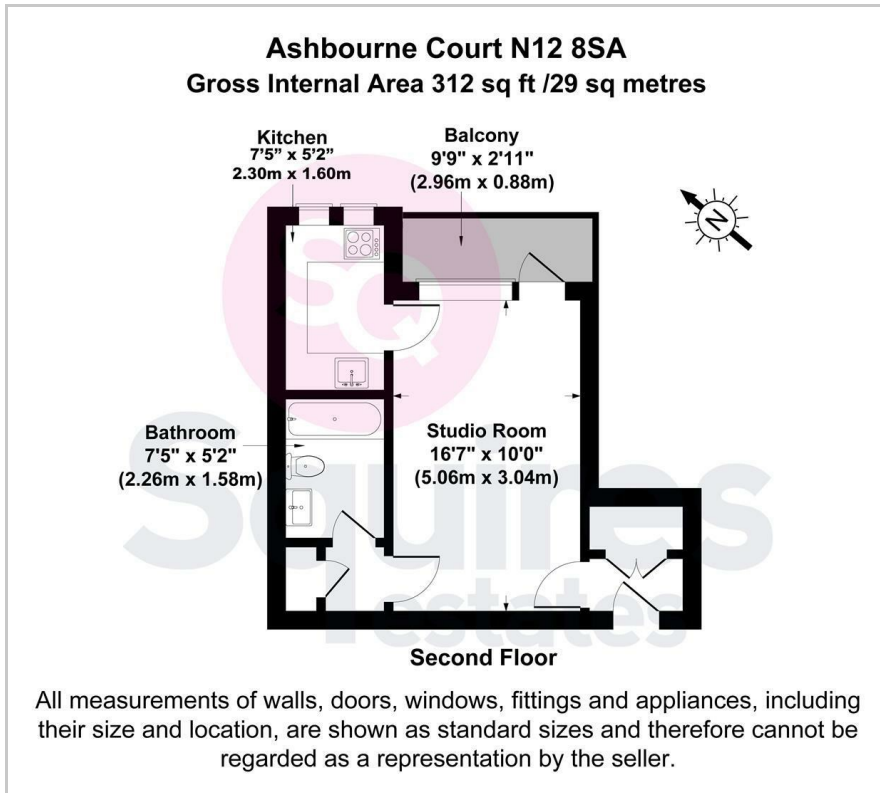 Ashbourne Court N12 8SA
Gross Internal Area 312 sq ft /29 sq metres
Kitchen
7'5” x 5'2”
2.30m x 1.60m
Balcony
9'9" x 2'11"
(2.96m x 0.88m)
N
SQ
Bathroom
7'5" x 5'2"
(2.26m x 1.58m)
Studio Room
16'7" x 10'0"
(5.06m x 3.04m)
Squires
estates
Second Floor
All measurements of walls, doors, windows, fittings and appliances, including
their size and location, are shown as standard sizes and therefore cannot be
regarded as a representation by the seller.